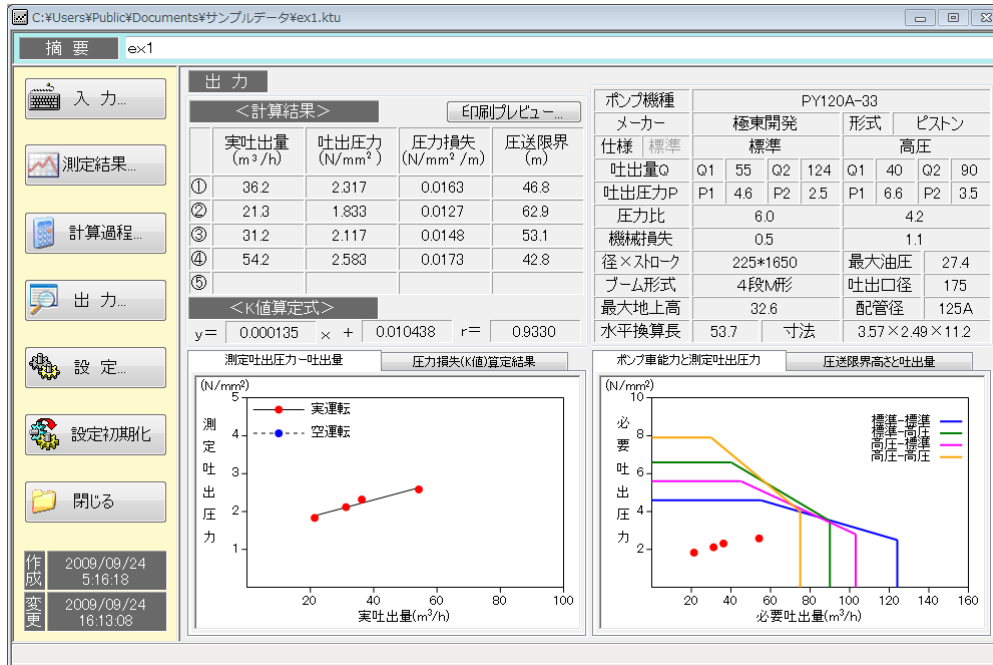 C:¥Users¥Public¥Documents¥サンプルデータ¥ex1.ktu
摘 要 ex1
入 力...
測定結果...
計算過程...
出 力...
設 定...
設定初期化
閉じる
作成 2009/09/24 5:16:18
変更 2009/09/24 16:13:08
出 力
＜計算結果＞ E印刷プレビュー...
実吐出量 (m³/h) 吐出圧力 (N/mm²) 圧力損失 (N/mm²/m) 圧送限界 (m)
① 36.2 2.317 0.0163 46.8
② 21.3 1.833 0.0127 62.9
③ 31.2 2.117 0.0148 53.1
④ 54.2 2.583 0.0173 42.8
⑤
＜K値算定式＞
y= 0.000135 x + 0.010438 r= 0.9330
ポンプ機種 PY120A-33
メーカー 極東開発 形式 ピストン
仕様 標準 標準 高圧
吐出量Q Q1 55 Q2 124 Q1 40 Q2 90
吐出圧力P P1 4.6 P2 2.5 P1 6.6 P2 3.5
圧力比 6.0 4.2
機械損失 0.5 1.1
径×ストローク 225*1650 最大油圧 27.4
ブーム形式 4段M形 吐出口径 175
最大地上高 32.6 配管径 125A
水平換算長 53.7 寸法 3.57×2.49×11.2
測定吐出圧力ー吐出量 圧力損失(K値)算定結果
(N/mm²)
測定吐出圧力
5
4
3
2
1
実運転
空運転
20 40 60 80 100
実吐出量(m³/h)
ポンプ車能力と測定吐出圧力 圧送限界高さと吐出量
(N/mm²)
必要吐出圧力
10
8
6
4
2
標準-標準
標準-高圧
高圧-標準
高圧-高圧
20 40 60 80 100 120 140 160
必要吐出量(m³/h)